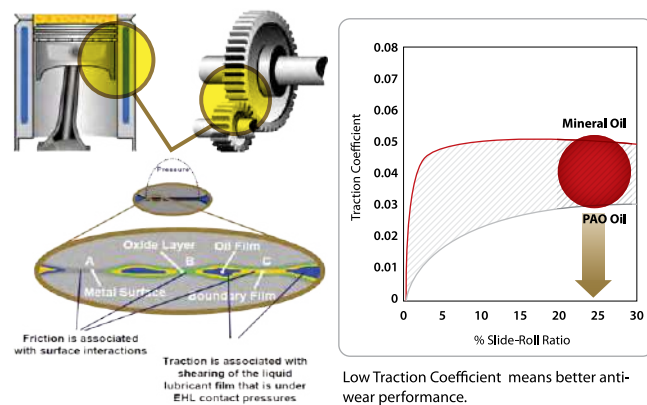 Pressure
Oxide Layer
Oil Film
A
B
C
Metal Surface
Boundary Film
Friction is associated
with surface interactions
Traction is associated with
shearing of the liquid
lubricant film that is under
EHL contact pressures
0.08
0.07
0.06
0.05
0.04
0.03
0.02
0.01
0
Traction Coefficient
Mineral Oil
PAO Oil
0 5 10 15 20 25 30
% Slide-Roll Ratio
Low Traction Coefficient means better anti-
wear performance.